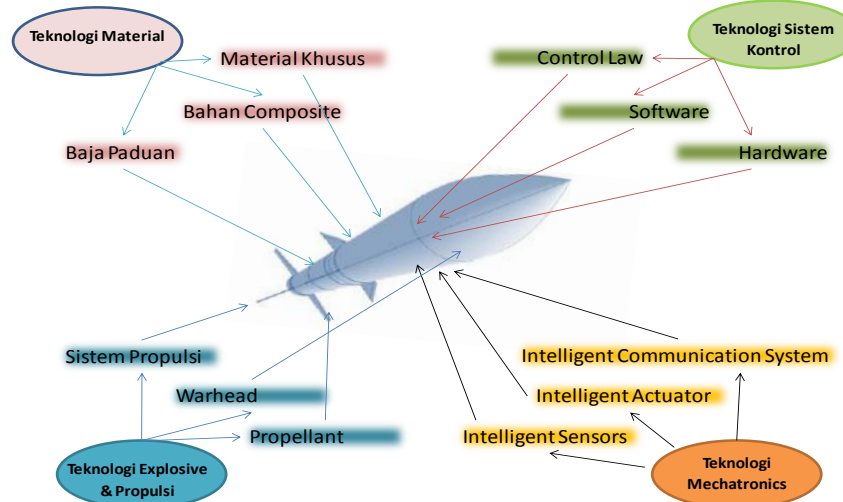 Teknologi Material
Material Khusus
Bahan Composite
Baja Paduan
Teknologi Sistem
Kontrol
Control Law
Software
Hardware
Sistem Propulsi
Warhead
Propellant
Teknologi Explosive
& Propulsi
Intelligent Communication System
Intelligent Actuator
Intelligent Sensors
Teknologi
Mechatronics